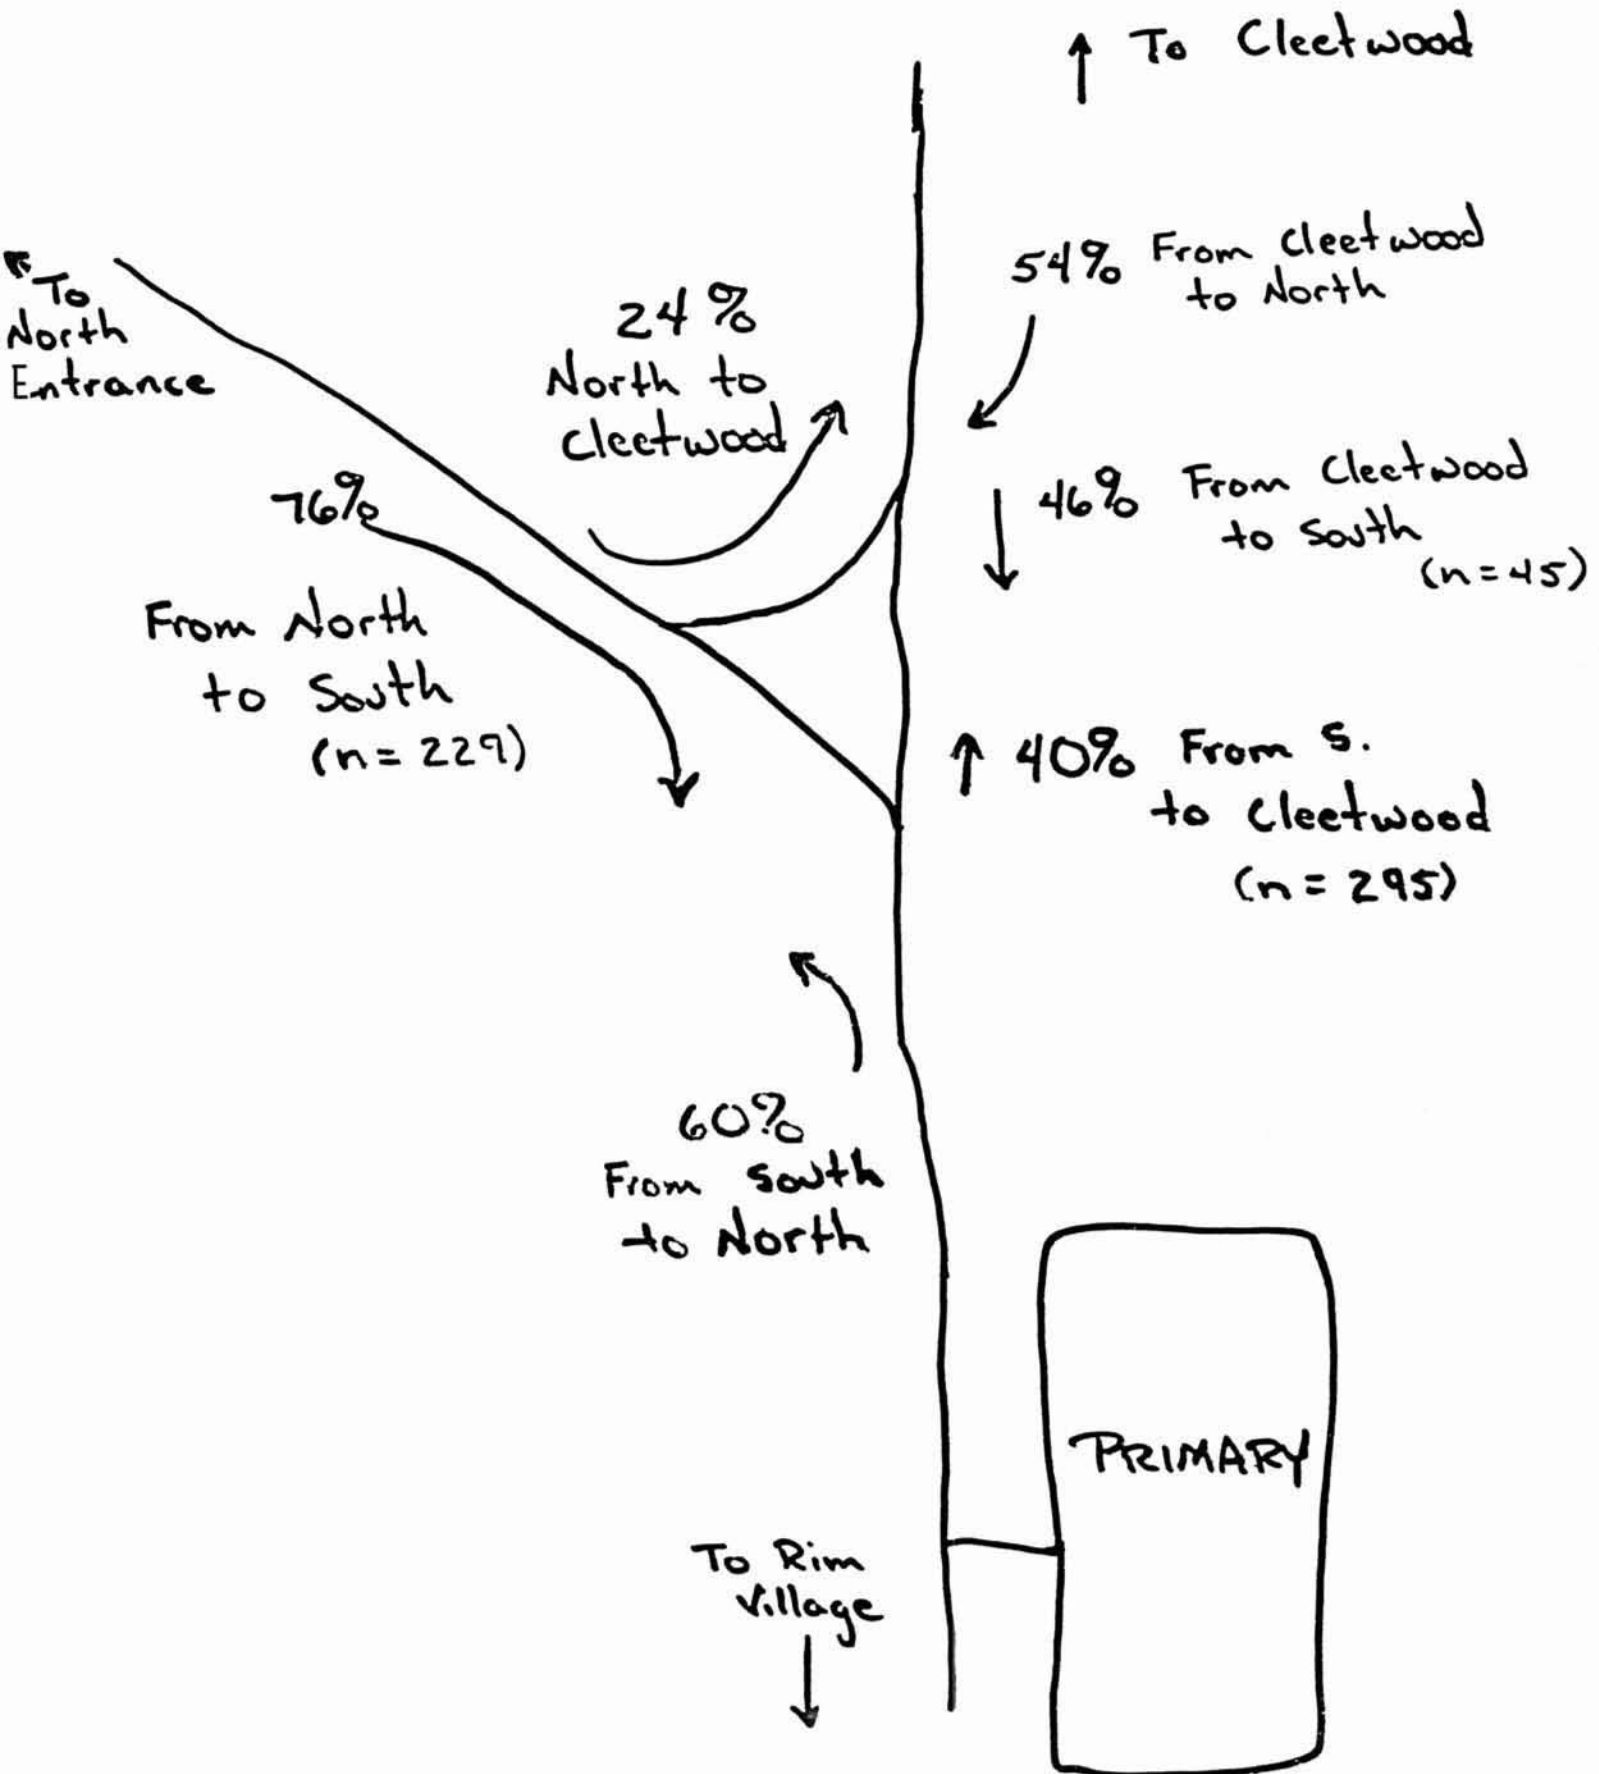 To Cleetwood
54% From Cleetwood
to North
To
North
Entrance
24%
North to
Cleetwood
46% From Cleetwood
to South
(n=45)
76%
From North
to South
(n=229)
40% From S.
to Cleetwood
(n=295)
60%
From South
to North
PRIMARY
To Rim
Village